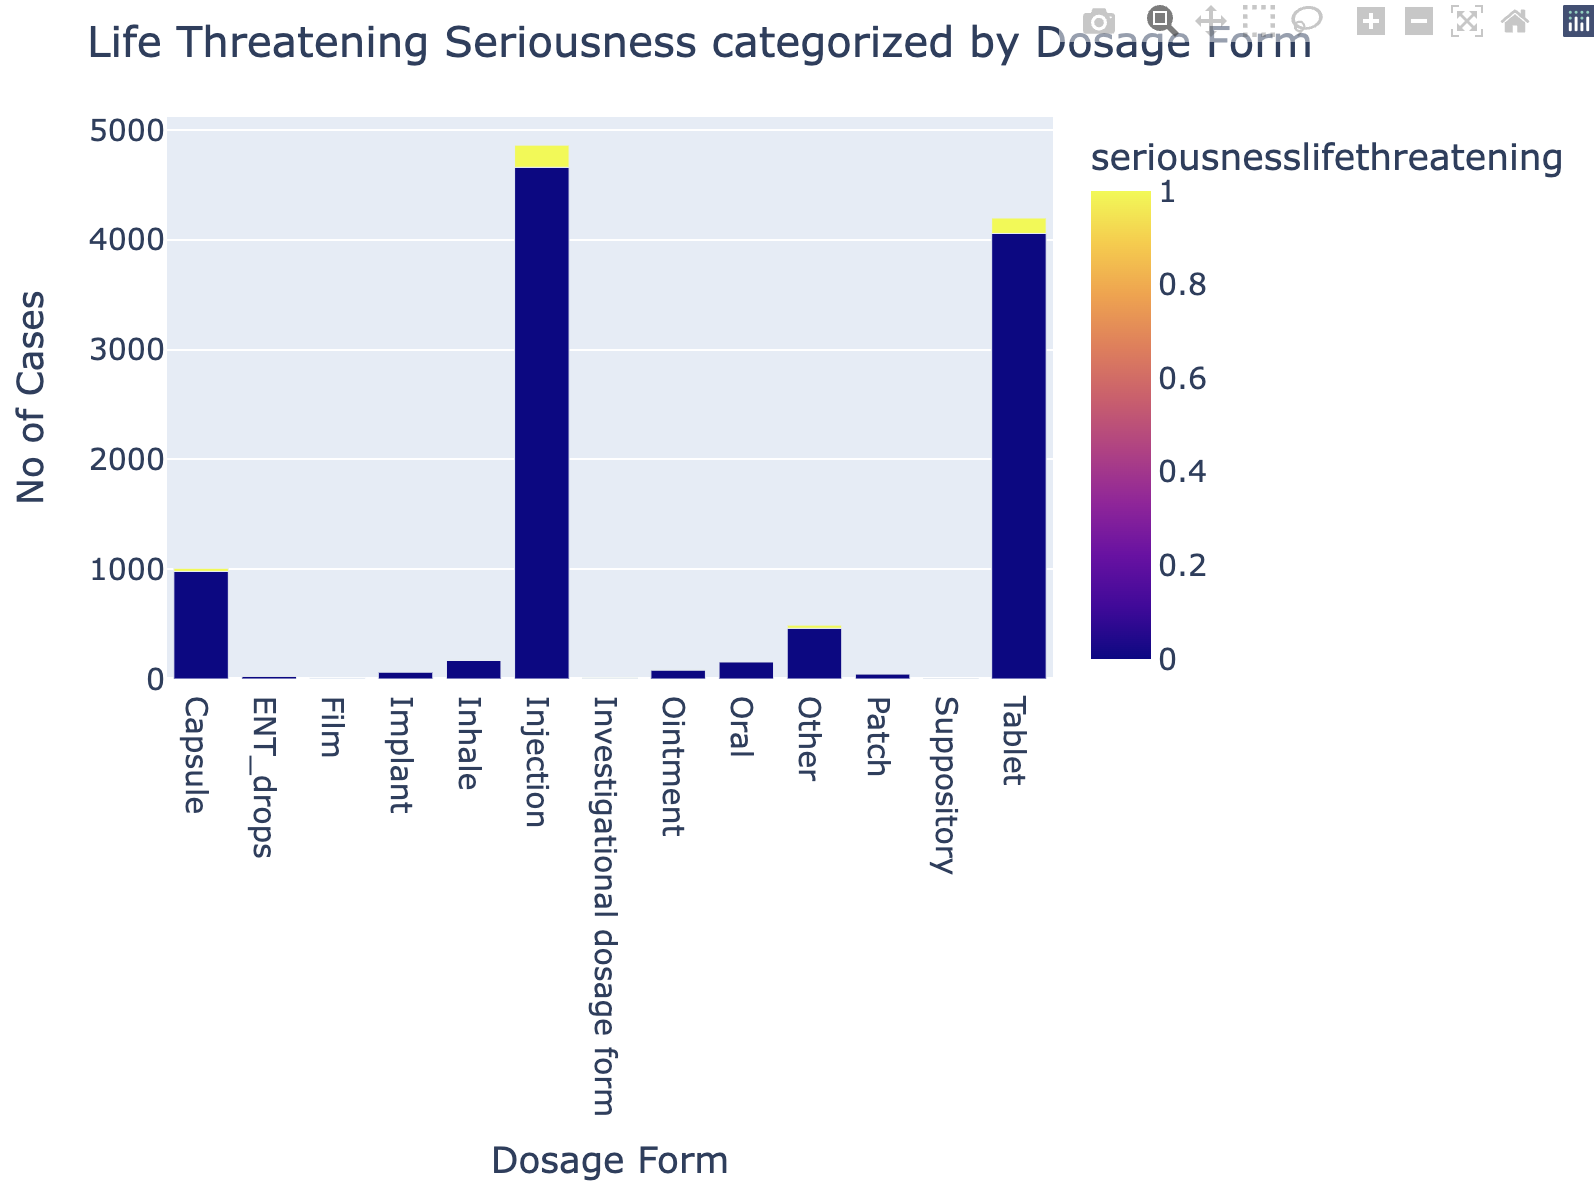 Life Threatening Seriousness categorized by Dosage Form
No of Cases
5000
4000
3000
2000
1000
0
Capsule
ENT_drops
Film
Implant
Inhale
Injection
Investigational dosage form
Ointment
Oral
Other
Patch
Suppository
Tablet
Dosage Form
seriousnesslifethreatening
1
0.8
0.6
0.4
0.2
0